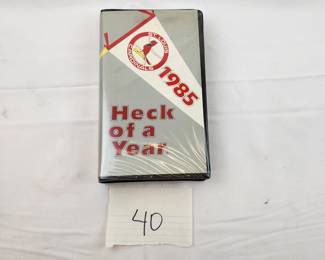 ST. LOUIS
CARDINALS
1985
Heck
of a
Year
40